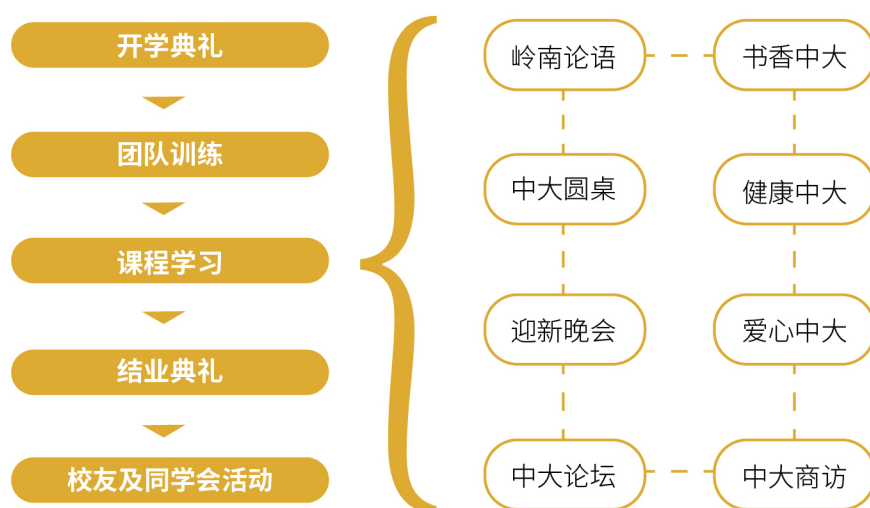 开学典礼
团队训练
课程学习
结业典礼
校友及同学会活动
岭南论语
书香中大
中大圆桌
健康中大
迎新晚会
爱心中大
中大论坛
中大商访